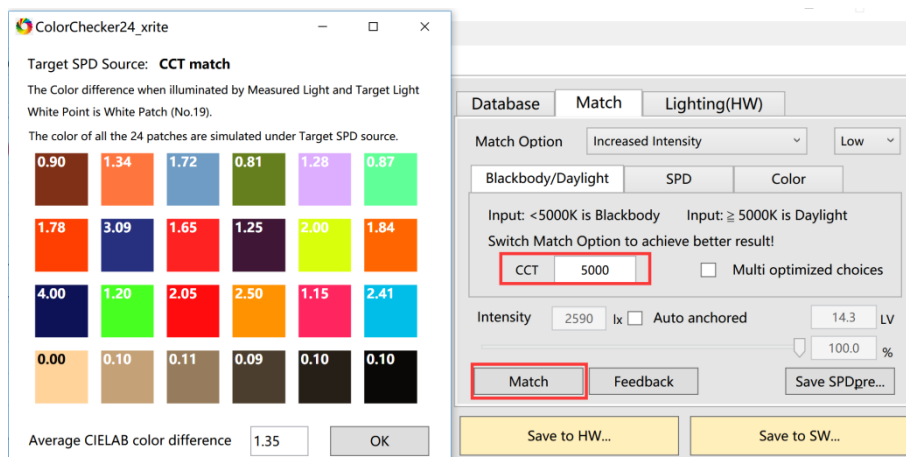 ColorChecker24_xrite
Target SPD Source: CCT match
The Color difference when illuminated by Measured Light and Target Light
White Point is White Patch (No.19).
The color of all the 24 patches are simulated under Target SPD source.
0.90 1.34 1.72 0.81 1.28 0.87
1.78 3.09 1.65 1.25 2.00 1.84
4.00 1.20 2.05 2.50 1.15 2.41
0.00 0.10 0.11 0.09 0.10 0.10
Average CIELAB color difference 1.35 OK
Database Match Lighting(HW)
Match Option Increased Intensity Low
Blackbody/Daylight SPD Color
Input: <5000K is Blackbody Input: ≧ 5000K is Daylight
Switch Match Option to achieve better result!
CCT 5000 Multi optimized choices
Intensity 2590 lx Auto anchored 14.3 LV
100.0 %
Match Feedback Save SPDpre...
Save to HW... Save to SW...